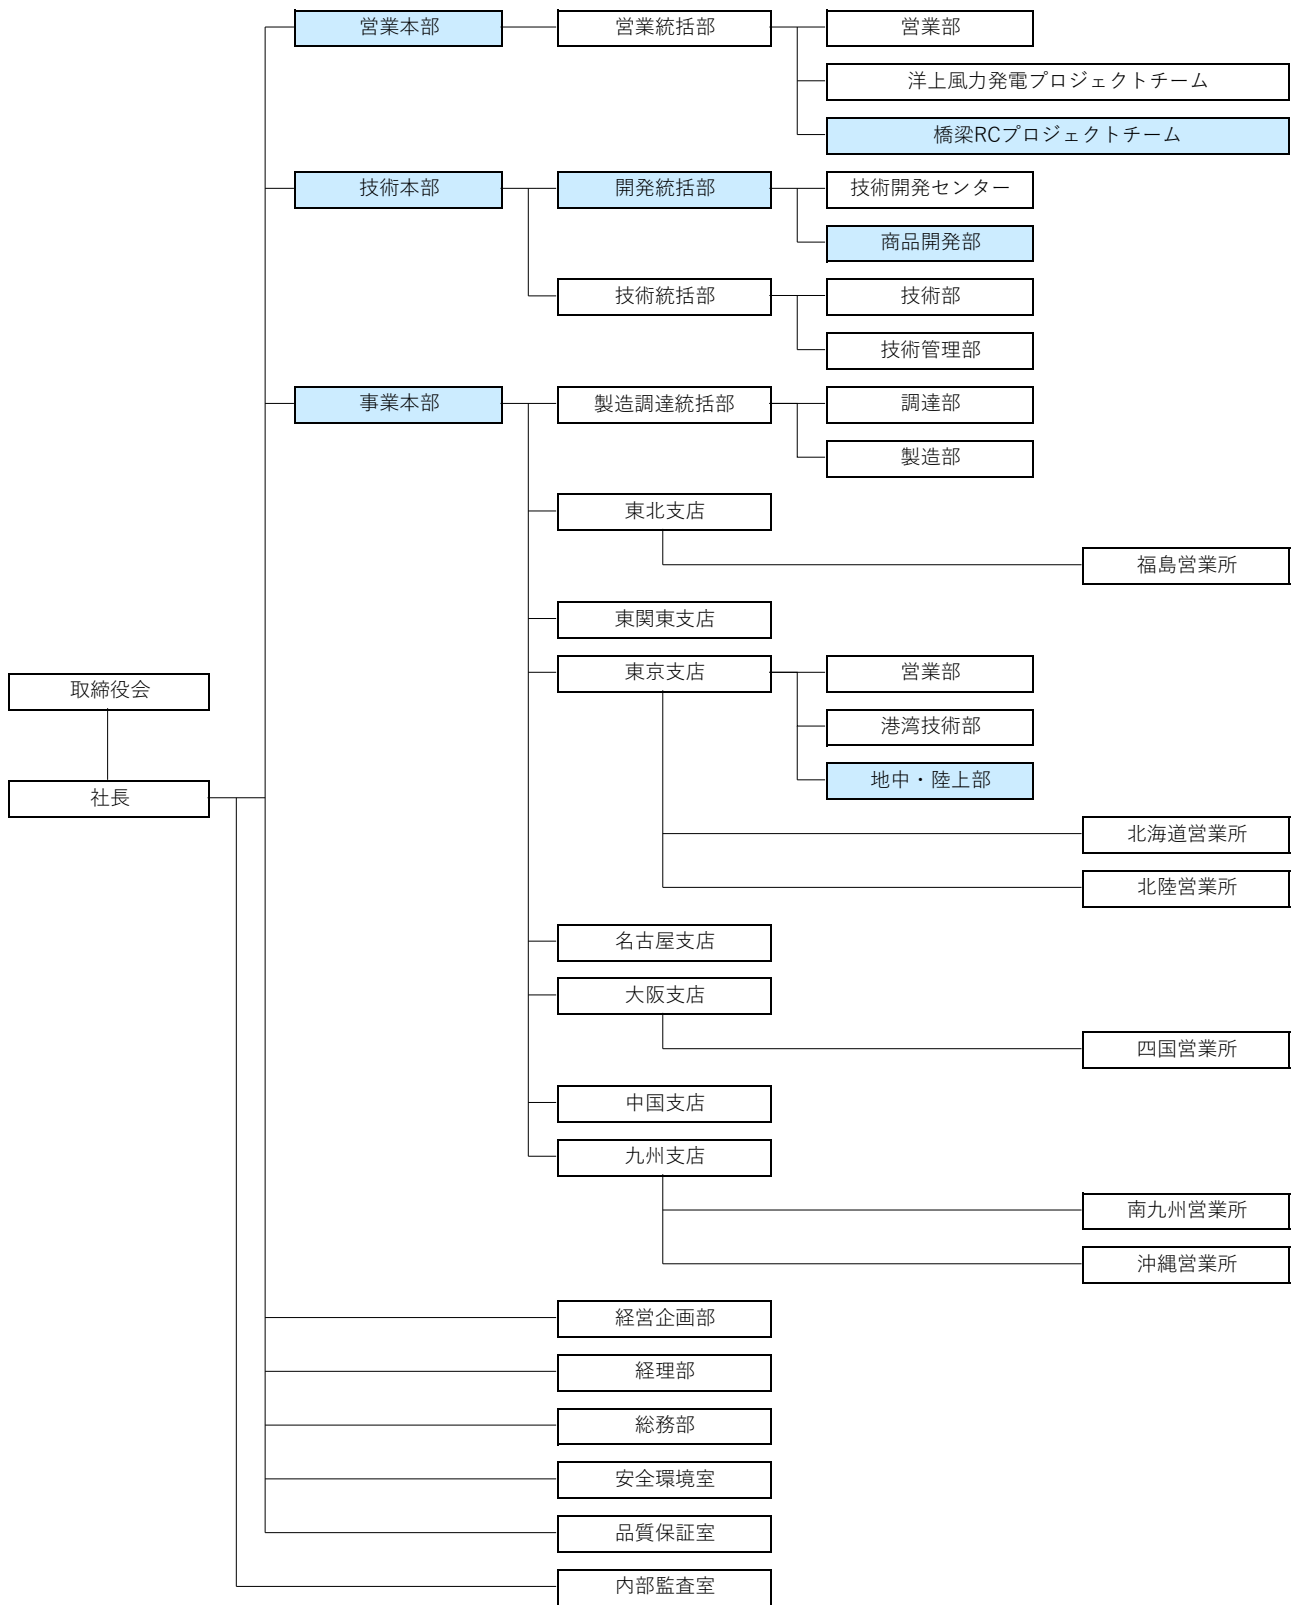 営業本部
営業統括部
営業部
洋上風力発電プロジェクトチーム
橋梁RCプロジェクトチーム
技術本部
開発統括部
技術開発センター
商品開発部
技術統括部
技術部
技術管理部
事業本部
製造調達統括部
調達部
製造部
東北支店
福島営業所
東関東支店
東京支店
営業部
取締役会
港湾技術部
地中・陸上部
社長
北海道営業所
北陸営業所
名古屋支店
大阪支店
四国営業所
中国支店
九州支店
南九州営業所
沖縄営業所
経営企画部
経理部
総務部
安全環境室
品質保証室
内部監査室